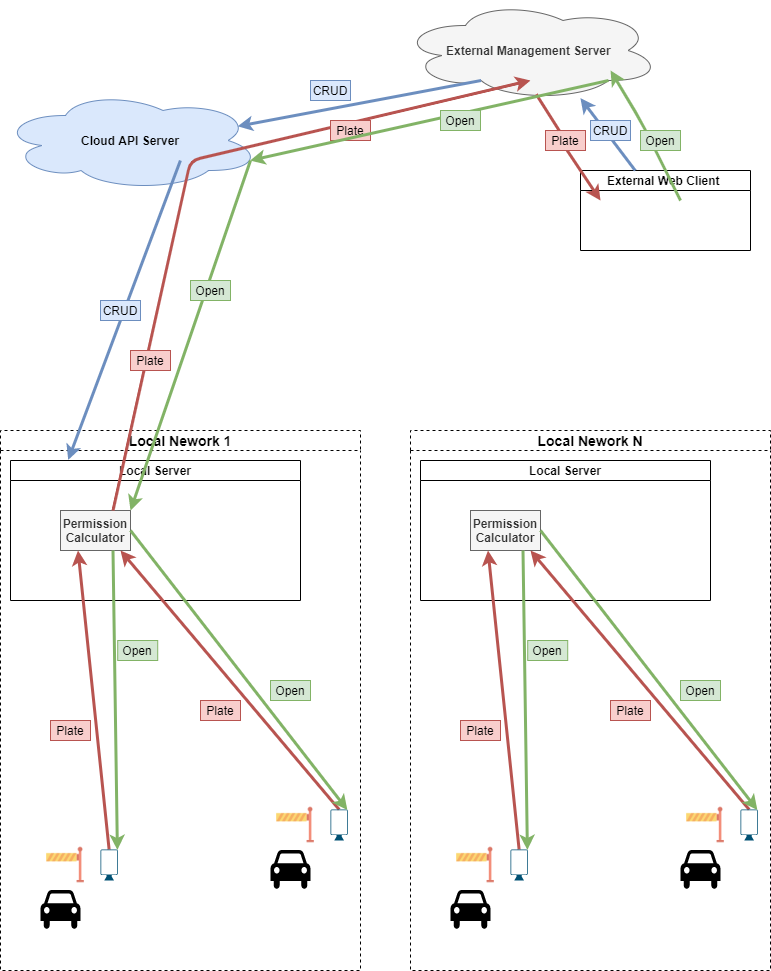 External Management Server
CRUD
Plate
Open
Cloud API Server
Plate
CRUD
Open
External Web Client
Open
CRUD
Plate
Local Nework 1
Local Nework N
Local Server
Local Server
Permission
Calculator
Permission
Calculator
Open
Open
Open
Open
Plate
Plate
Plate
Plate